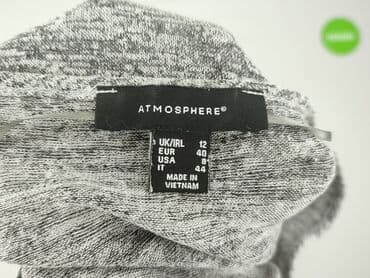 ATMOSPHERE©
UK/IRL 12
EUR 40
USA 8
IT 44
MADE IN
VIETNAM